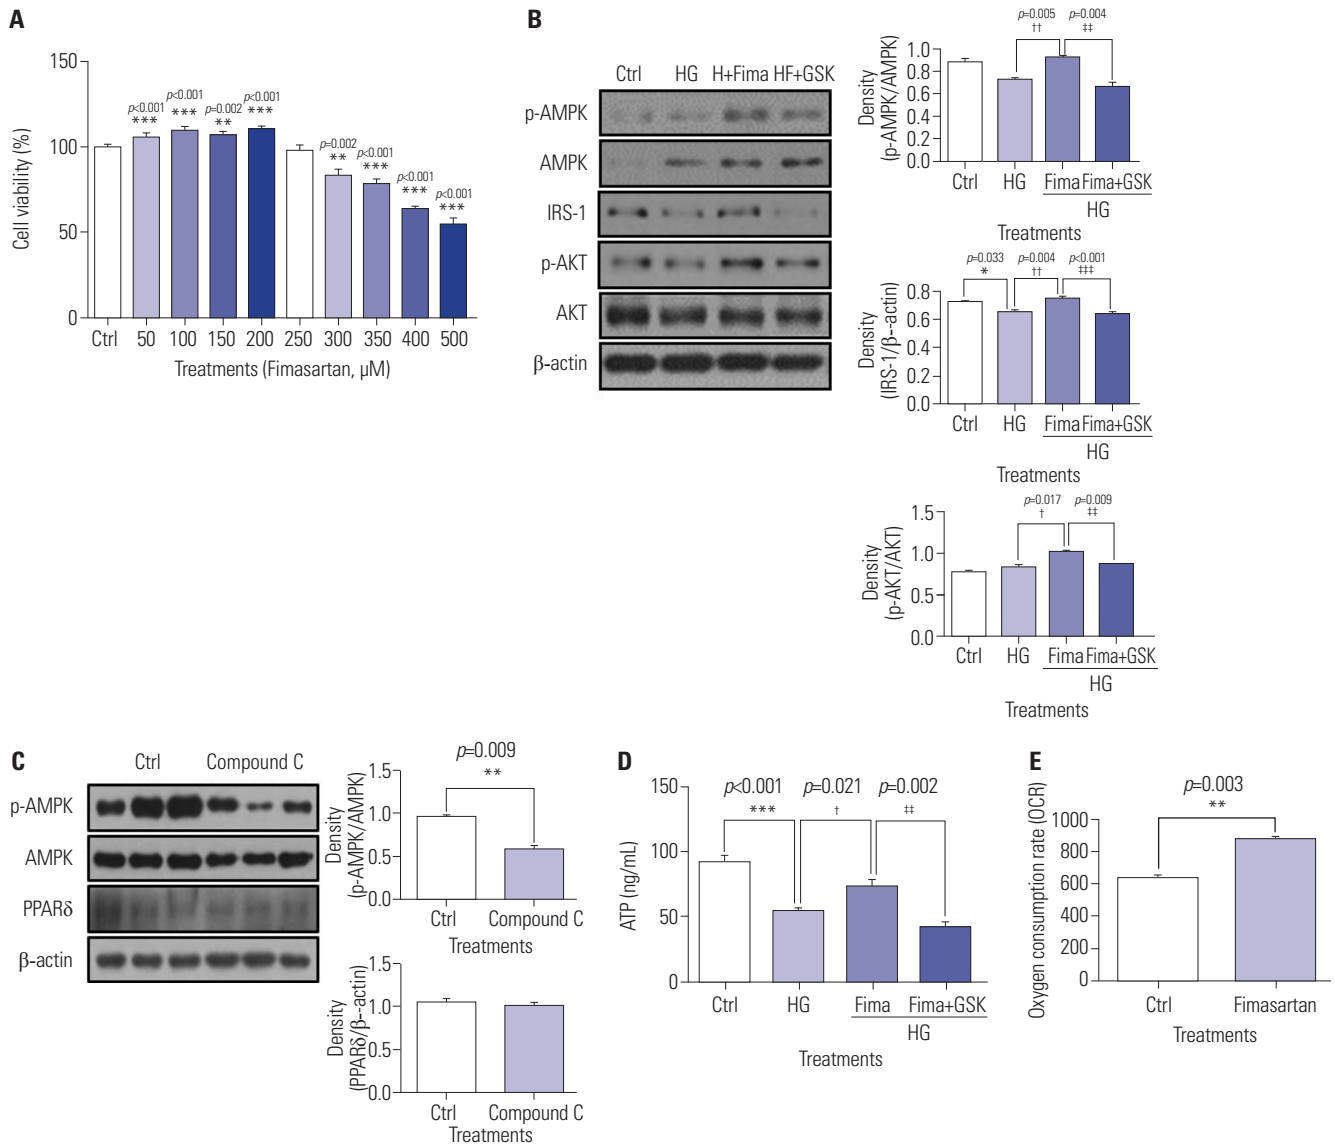 A
150
100
50
0
Cell viability (%)
p<0.001
***
p<0.001
***
p=0.002
**
p<0.001
***
p=0.002
**
p<0.001
***
p<0.001
***
p<0.001
***
Ctrl 50 100 150 200 250 300 350 400 500
Treatments (Fimasartan, μM)
B
Ctrl HG H+Fima HF+GSK
p-AMPK
AMPK
IRS-1
p-AKT
AKT
β-actin
p=0.005 p=0.004
†† ‡‡
1.0
0.8
0.6
0.4
0.2
0.0
Density
(p-AMPK/AMPK)
Ctrl HG Fima Fima+GSK
HG
Treatments
p=0.033 p=0.004 p<0.001
* †† ‡‡‡
0.8
0.6
0.4
0.2
0.0
Density
(IRS-1/β--actin)
Ctrl HG Fima Fima+GSK
HG
Treatments
p=0.017 p=0.009
† ‡‡
1.5
1.0
0.5
0.0
Density
(p-AKT/AKT)
Ctrl HG Fima Fima+GSK
HG
Treatments
C
Ctrl Compound C
p-AMPK
AMPK
PPARδ
β-actin
p=0.009
**
1.5
1.0
0.5
0.0
Density
(p-AMPK/AMPK)
Ctrl Compound C
Treatments
1.5
1.0
0.5
0.0
Density
(PPARδ/β--actin)
Ctrl Compound C
Treatments
D
p<0.001 p=0.021 p=0.002
*** † ‡‡
150
100
50
0
ATP (ng/mL)
Ctrl HG Fima Fima+GSK
HG
Treatments
E
p=0.003
**
1000
800
600
400
200
0
Oxygen consumption rate (OCR)
Ctrl Fimasartan
Treatments